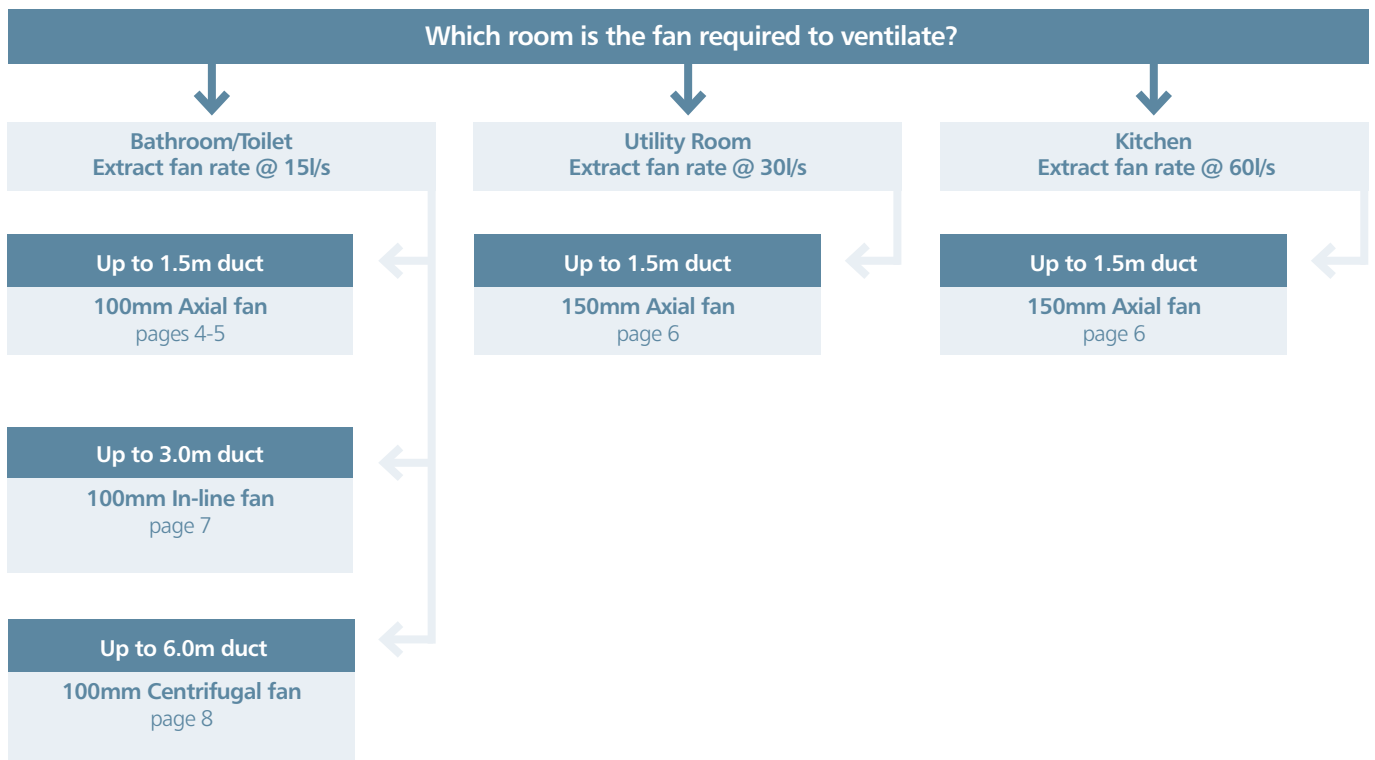 Which room is the fan required to ventilate?
Bathroom/Toilet
Extract fan rate @ 15l/s
Up to 1.5m duct
100mm Axial fan
pages 4-5
Up to 3.0m duct
100mm In-line fan
page 7
Up to 6.0m duct
100mm Centrifugal fan
page 8
Utility Room
Extract fan rate @ 30l/s
Up to 1.5m duct
150mm Axial fan
page 6
Kitchen
Extract fan rate @ 60l/s
Up to 1.5m duct
150mm Axial fan
page 6